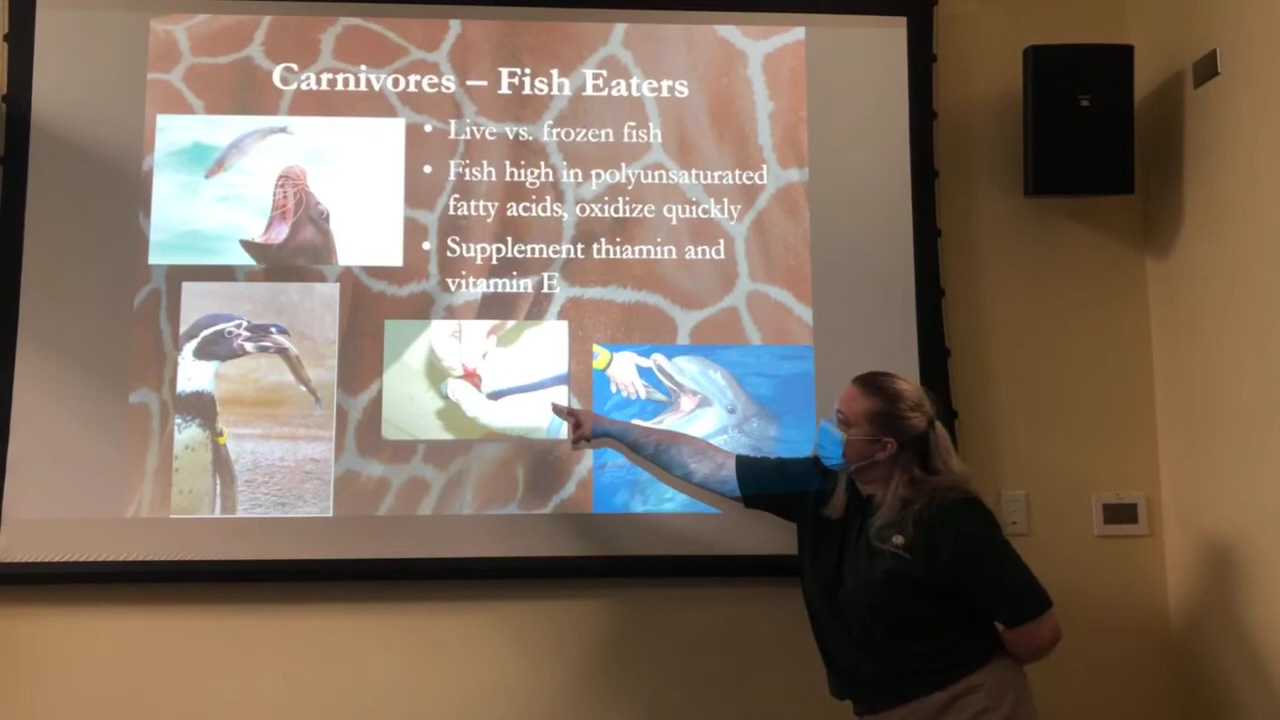 Carnivores – Fish Eaters
• Live vs. frozen fish
• Fish high in polyunsaturated
fatty acids, oxidize quickly
• Supplement thiamin and
vitamin E